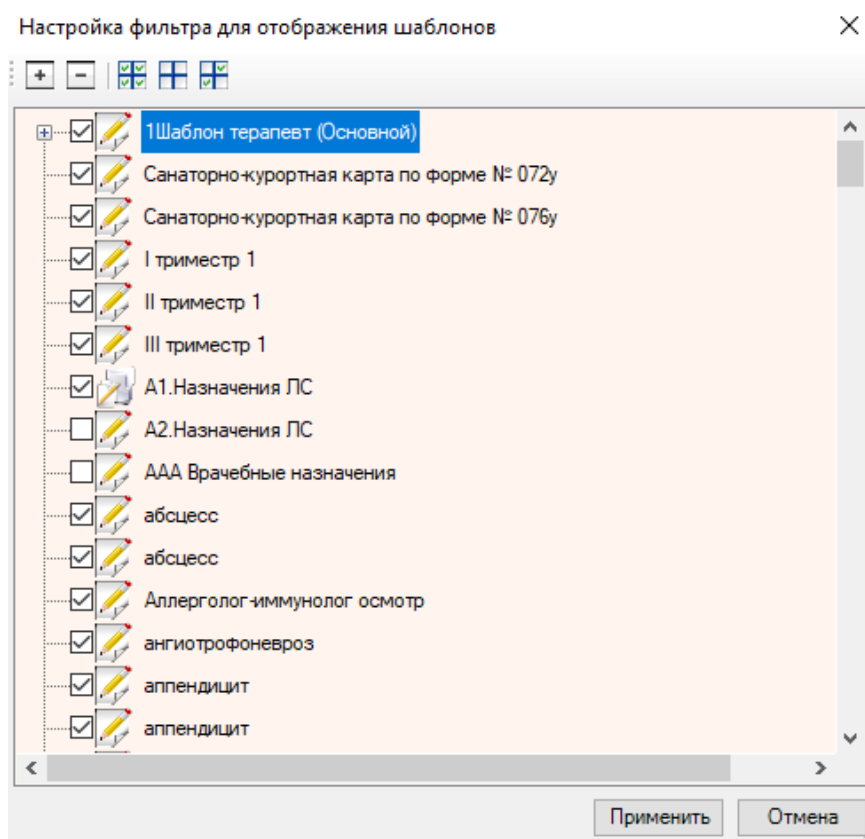 Настройка фильтра для отображения шаблонов
1Шаблон терапевт (Основной)
Санаторно-курортная карта по форме № 072у
Санаторно-курортная карта по форме № 076у
I триместр 1
II триместр 1
III триместр 1
А1.Назначения ЛС
А2.Назначения ЛС
ААА Врачебные назначения
абсцесс
абсцесс
Аллерголог-иммунолог осмотр
ангиотрофоневроз
аппендицит
аппендицит
Применить Отмена